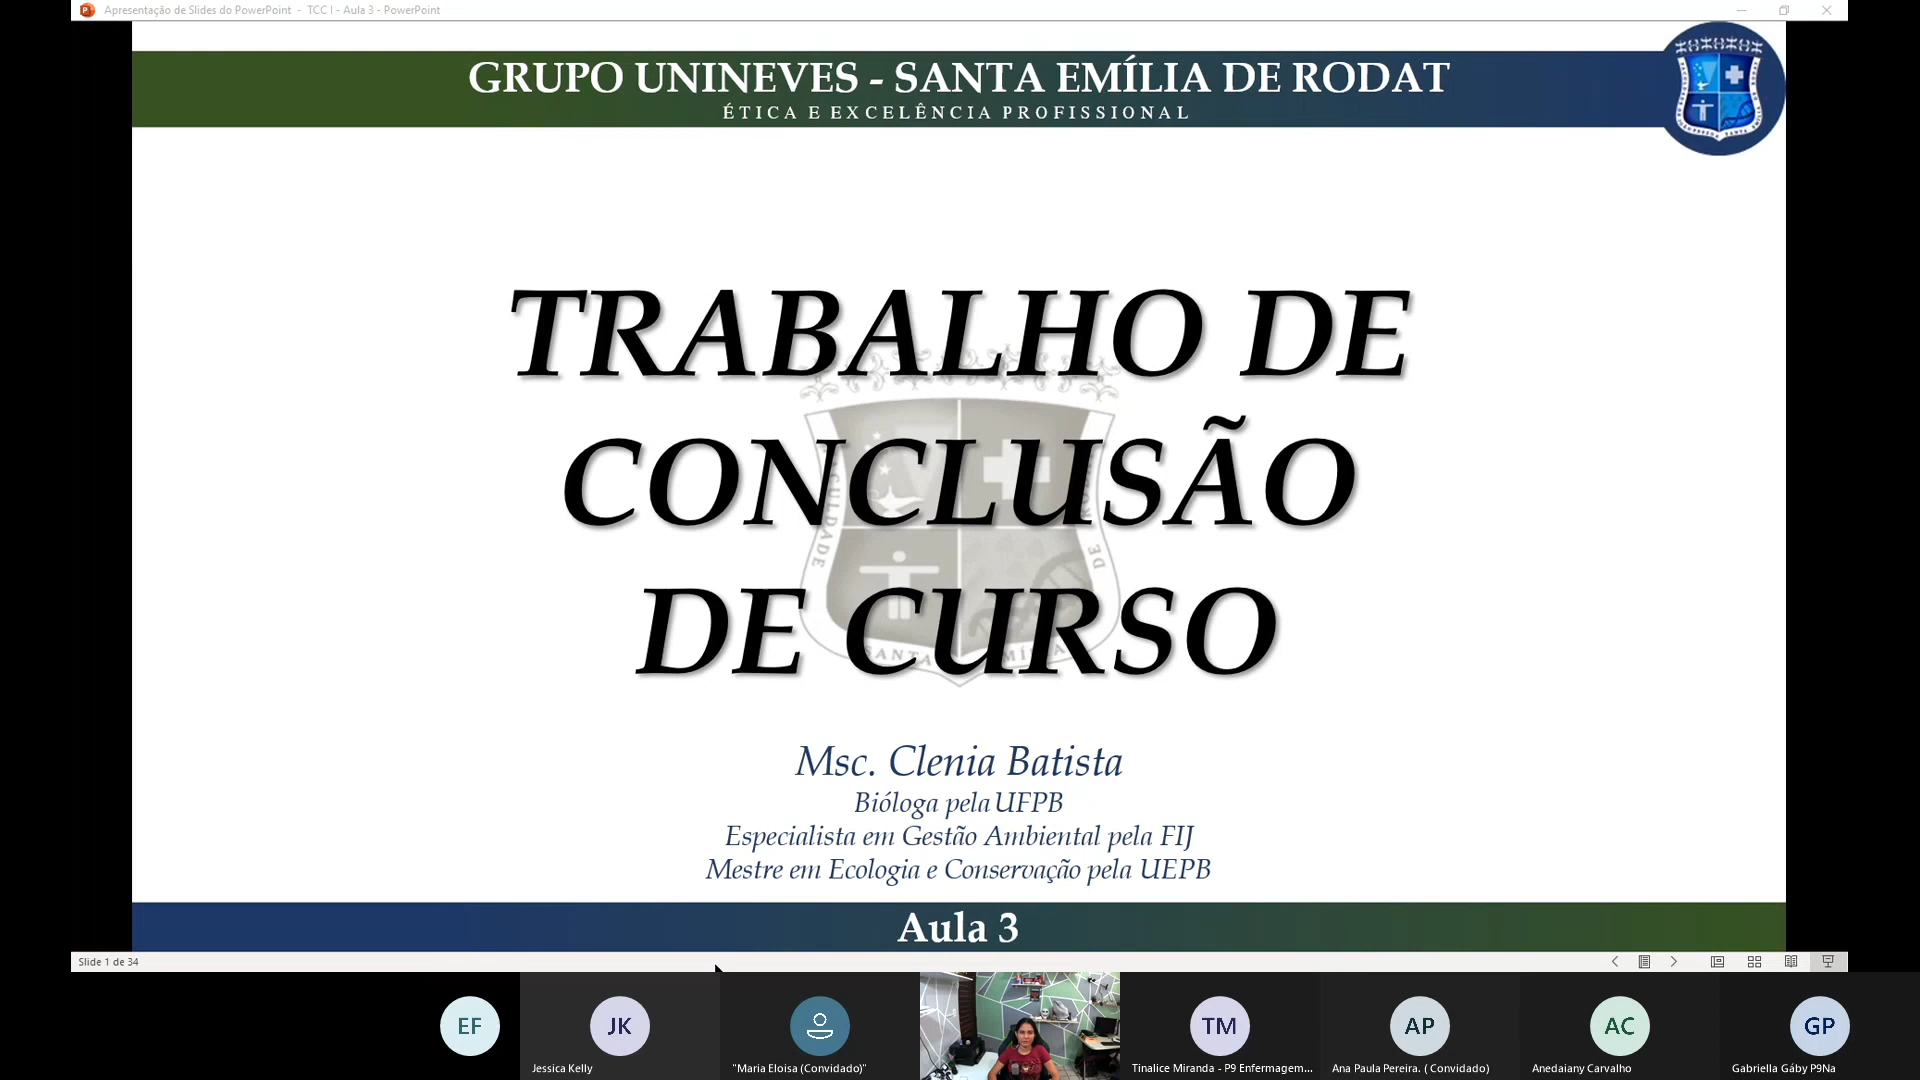 Apresentação de Slides do PowerPoint - TCC I - Aula 3 - PowerPoint
GRUPO UNINEVES - SANTA EMÍLIA DE RODAT
ÉTICA E EXCELÊNCIA PROFISSIONAL
TRABALHO DE
CONCLUSÃO
DE CURSO
Msc. Clenia Batista
Bióloga pela UFPB
Especialista em Gestão Ambiental pela FIJ
Mestre em Ecologia e Conservação pela UEPB
Aula 3
Slide 1 de 34
EF
JK
TM
AP
AC
GP
Jessica Kelly
"Maria Eloisa (Convidado)"
Tinalice Miranda - P9 Enfermagem...
Ana Paula Pereira. ( Convidado)
Anedaiany Carvalho
Gabriella Gáby P9Na